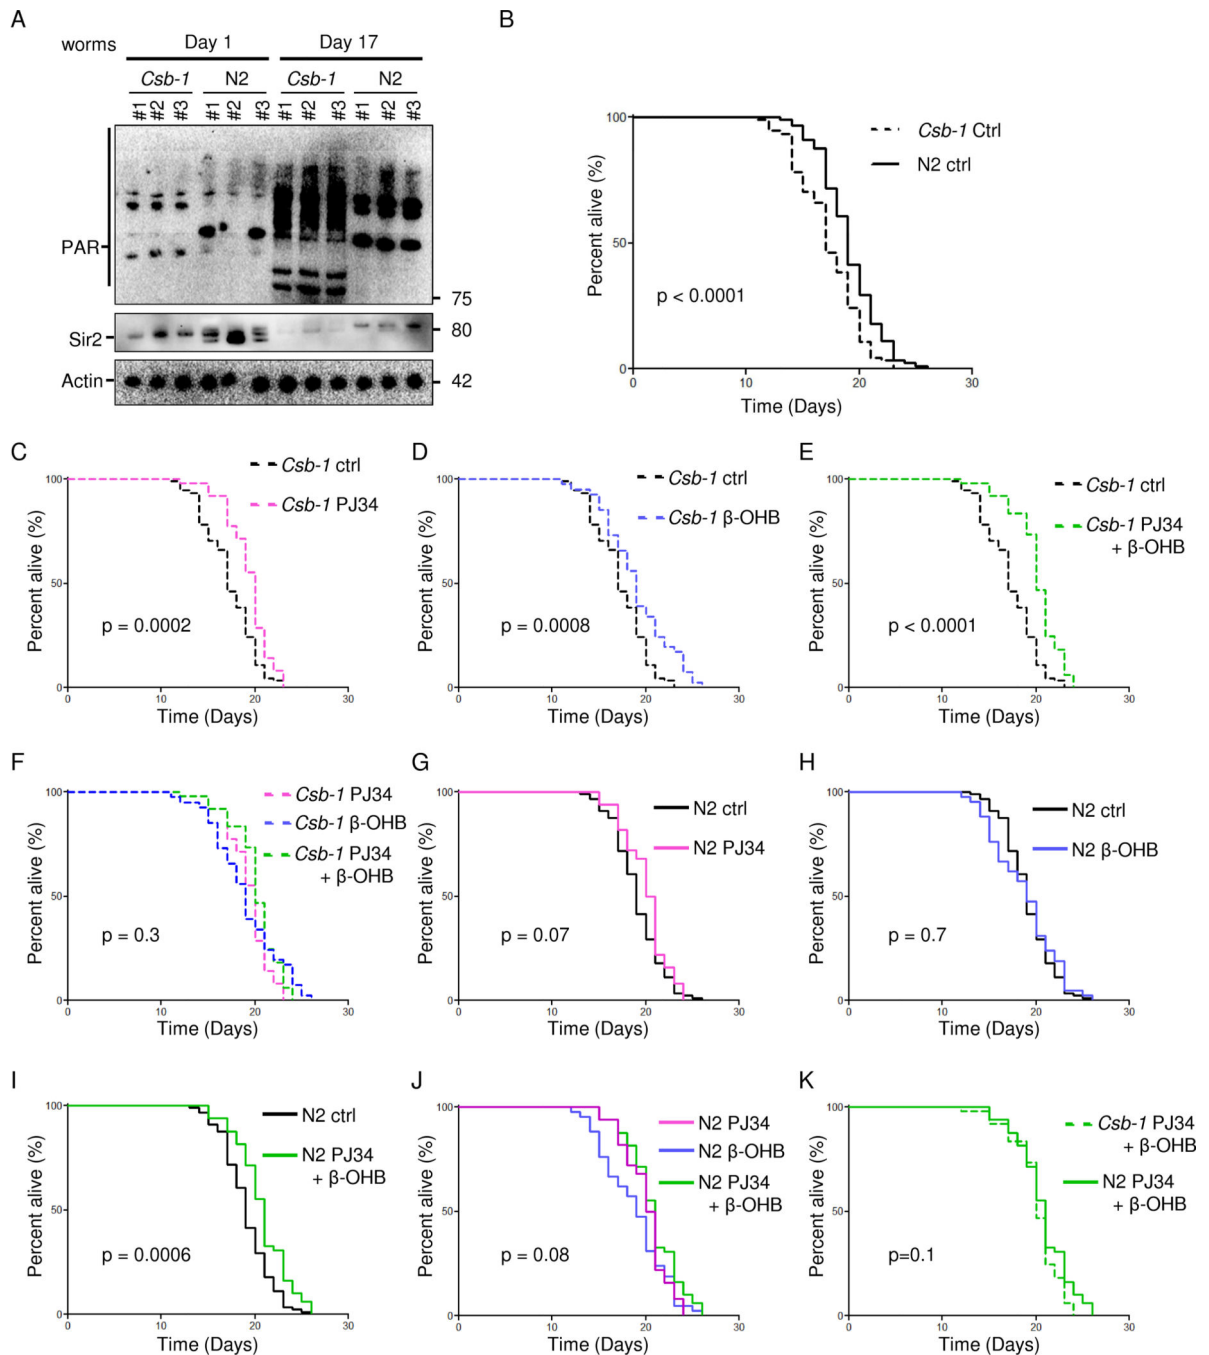 A
worms
Day 1
Day 17
Csb-1
N2
Csb-1
N2
#1 #2 #3 #1 #2 #3 #1 #2 #3 #1 #2 #3
PAR
75
Sir2
80
Actin
42
B
Percent alive (%)
100
50
0
0 10 20 30
Time (Days)
Csb-1 Ctrl
N2 ctrl
p < 0.0001
C
Percent alive (%)
100
50
0
0 10 20 30
Time (Days)
Csb-1 ctrl
Csb-1 PJ34
p = 0.0002
D
Percent alive (%)
100
50
0
0 10 20 30
Time (Days)
Csb-1 ctrl
Csb-1 β-OHB
p = 0.0008
E
Percent alive (%)
100
50
0
0 10 20 30
Time (Days)
Csb-1 ctrl
Csb-1 PJ34
+ β-OHB
p < 0.0001
F
Percent alive (%)
100
50
0
0 10 20 30
Time (Days)
Csb-1 PJ34
Csb-1 β-OHB
Csb-1 PJ34
+ β-OHB
p = 0.3
G
Percent alive (%)
100
50
0
0 10 20 30
Time (Days)
N2 ctrl
N2 PJ34
p = 0.07
H
Percent alive (%)
100
50
0
0 10 20 30
Time (Days)
N2 ctrl
N2 β-OHB
p = 0.7
I
Percent alive (%)
100
50
0
0 10 20 30
Time (Days)
N2 ctrl
N2 PJ34
+ β-OHB
p = 0.0006
J
Percent alive (%)
100
50
0
0 10 20 30
Time (Days)
N2 PJ34
N2 β-OHB
N2 PJ34
+ β-OHB
p = 0.08
K
Percent alive (%)
100
50
0
0 10 20 30
Time (Days)
Csb-1 PJ34
+ β-OHB
N2 PJ34
+ β-OHB
p=0.1